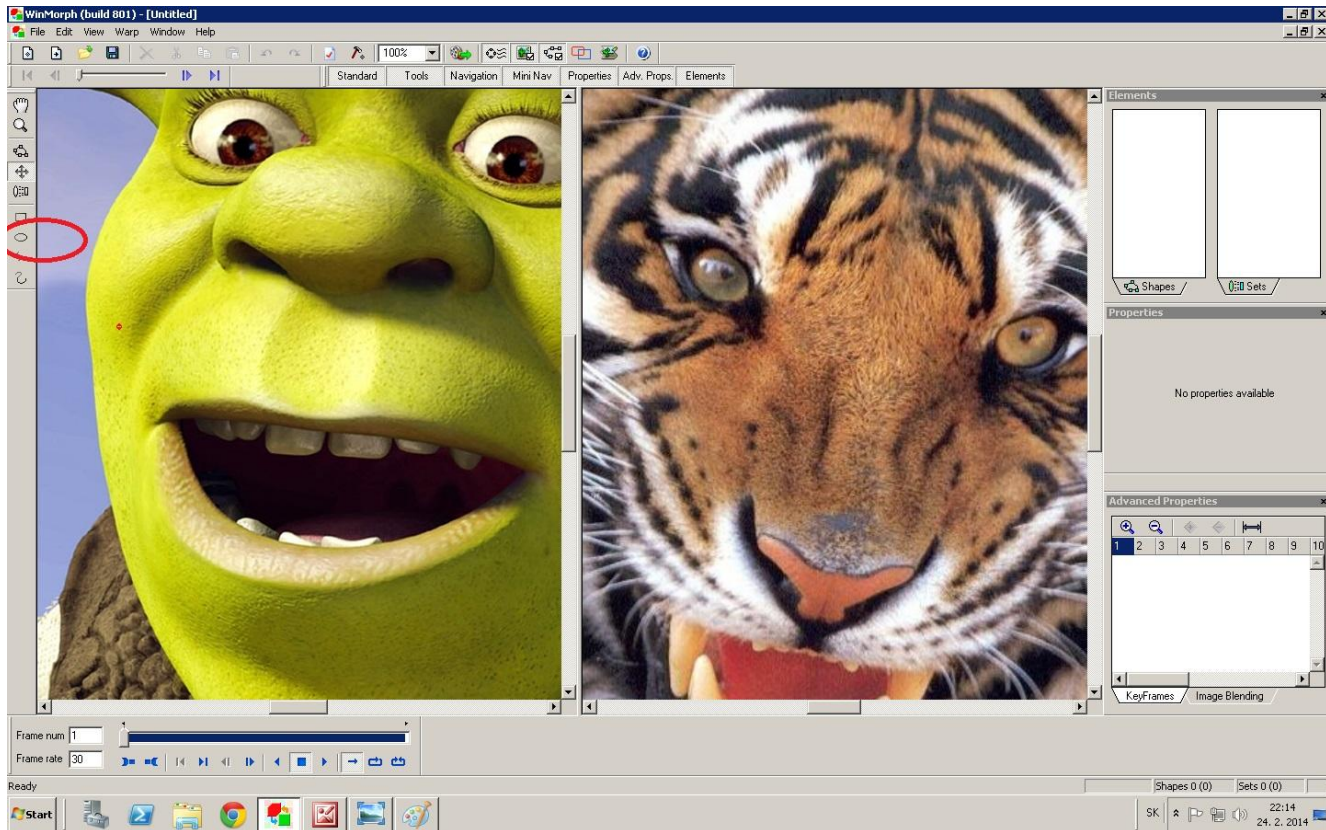 WinMorph (build 801) - [Untitled]
File Edit View Warp Window Help
100%
Standard Tools Navigation Mini Nav Properties Adv. Props. Elements
Elements
Shapes Sets
Properties
No properties available
Advanced Properties
1 2 3 4 5 6 7 8 9 10
KeyFrames Image Blending
Frame num 1
Frame rate 30
Ready Shapes 0 (0) Sets 0 (0)
Start SK 22:14
24. 2. 2014